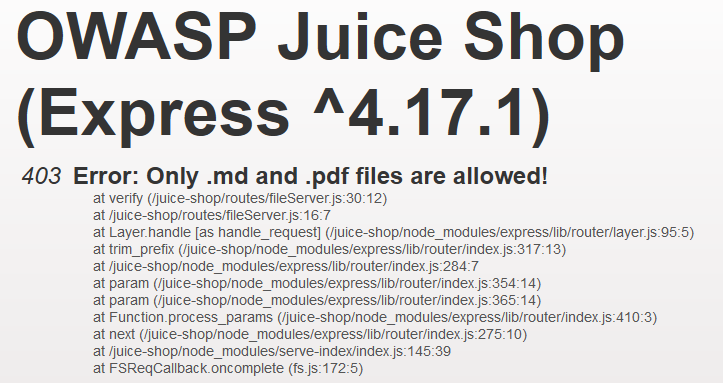 OWASP Juice Shop
(Express ^4.17.1)
403 Error: Only .md and .pdf files are allowed!
at verify (/juice-shop/routes/fileServer.js:30:12)
at /juice-shop/routes/fileServer.js:16:7
at Layer.handle [as handle_request] (/juice-shop/node_modules/express/lib/router/layer.js:95:5)
at trim_prefix (/juice-shop/node_modules/express/lib/router/index.js:317:13)
at /juice-shop/node_modules/express/lib/router/index.js:284:7
at param (/juice-shop/node_modules/express/lib/router/index.js:354:14)
at param (/juice-shop/node_modules/express/lib/router/index.js:365:14)
at Function.process_params (/juice-shop/node_modules/express/lib/router/index.js:410:3)
at next (/juice-shop/node_modules/express/lib/router/index.js:275:10)
at /juice-shop/node_modules/serve-index/index.js:145:39
at FSReqCallback.oncomplete (fs.js:172:5)